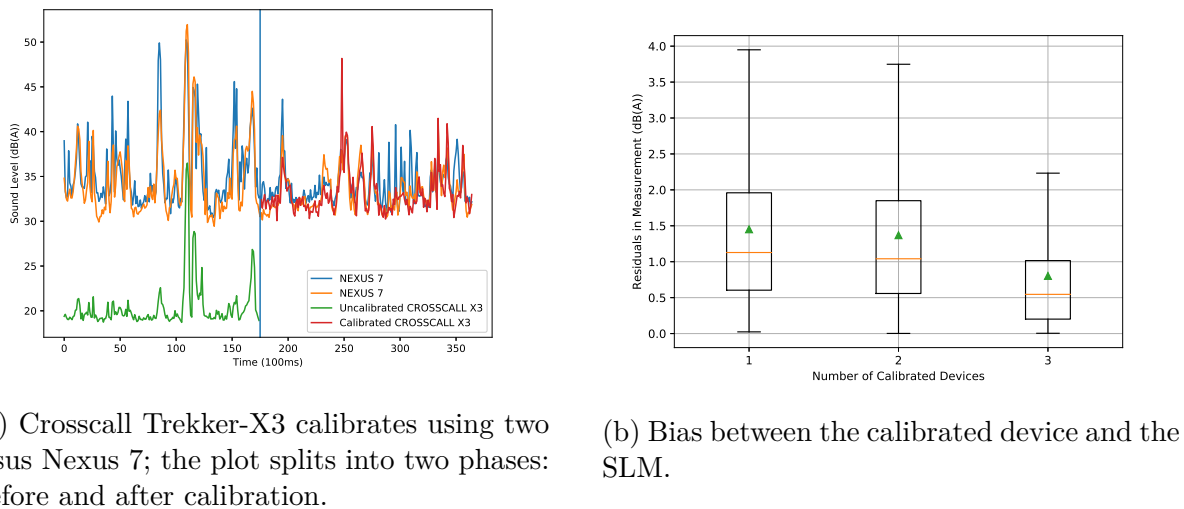 50
45
40
35
30
25
20
Sound Level (dB(A))
NEXUS 7
NEXUS 7
Uncalibrated CROSSCALL X3
Calibrated CROSSCALL X3
0 50 100 150 200 250 300 350
Time (100ms)
4.0
3.5
3.0
2.5
2.0
1.5
1.0
0.5
0.0
Residuals in Measurement (dB(A))
1 2 3
Number of Calibrated Devices
) Crosscall Trekker-X3 calibrates using two
sus Nexus 7; the plot splits into two phases:
efore and after calibration.
(b) Bias between the calibrated device and the
SLM.